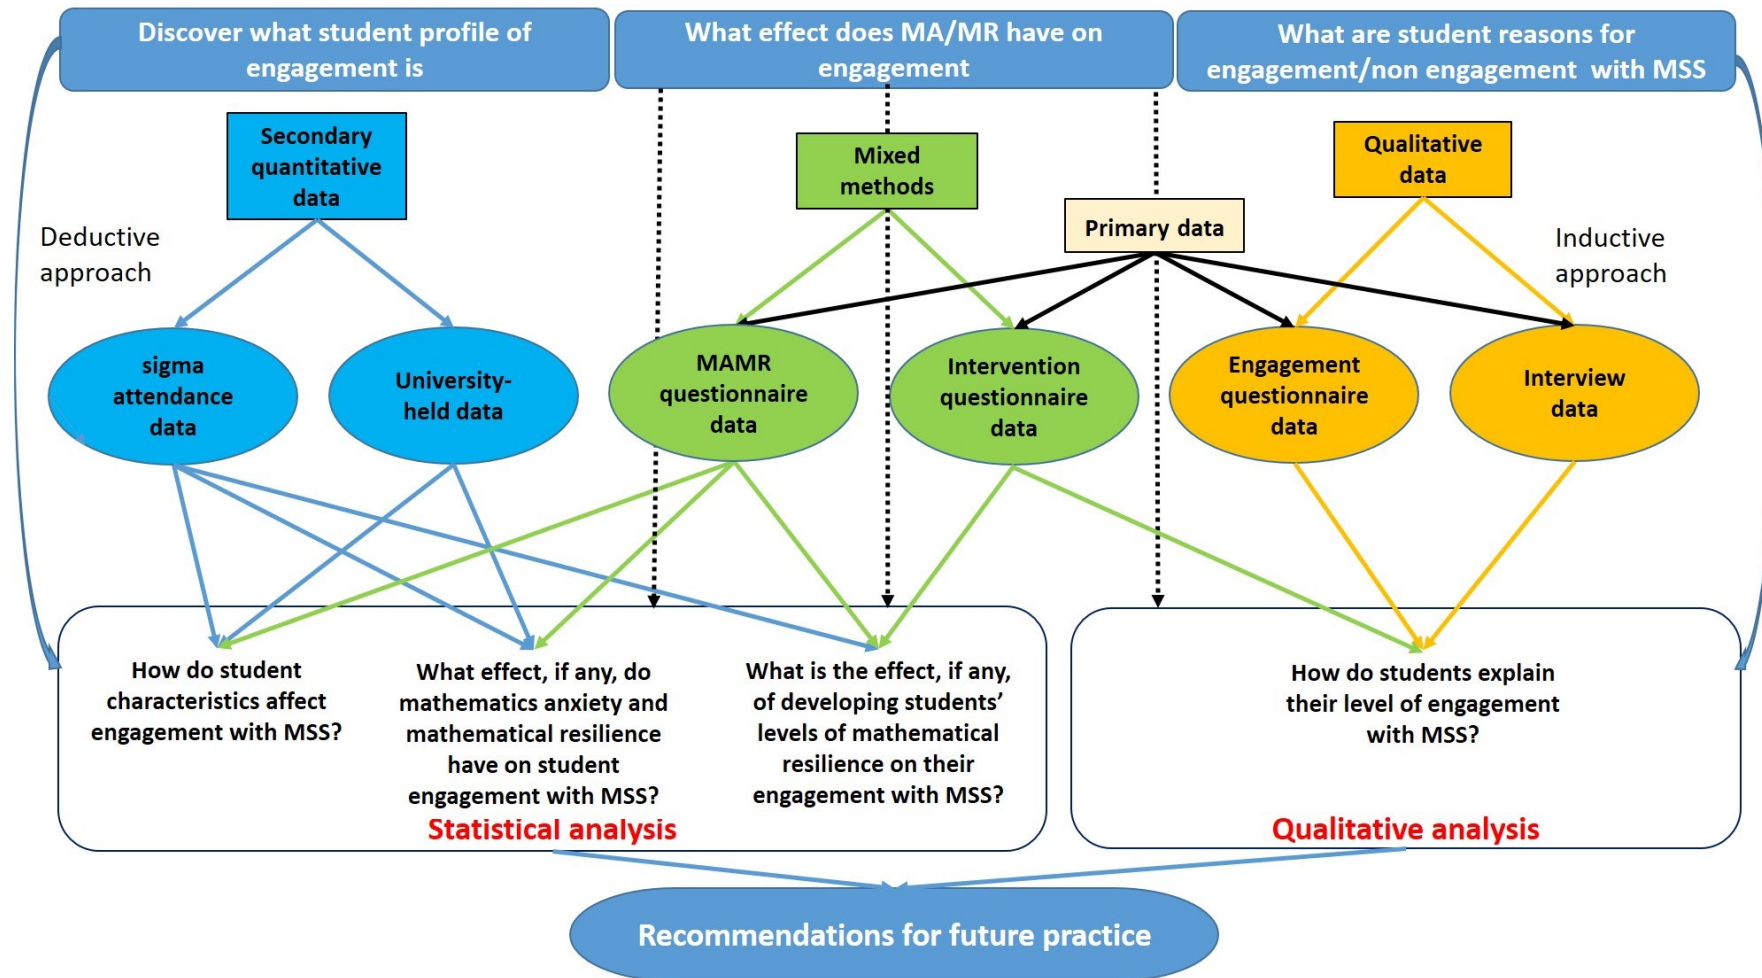 Discover what student profile of
engagement is
What effect does MA/MR have on
engagement
What are student reasons for
engagement/non engagement with MSS
Secondary
quantitative
data
Mixed
methods
Qualitative
data
Primary data
Deductive
approach
Inductive
approach
sigma
attendance
data
University-
held data
MAMR
questionnaire
data
Intervention
questionnaire
data
Engagement
questionnaire
data
Interview
data
How do student
characteristics affect
engagement with MSS?
What effect, if any, do
mathematics anxiety and
mathematical resilience
have on student
engagement with MSS?
What is the effect, if any,
of developing students’
levels of mathematical
resilience on their
engagement with MSS?
How do students explain
their level of engagement
with MSS?
Statistical analysis
Qualitative analysis
Recommendations for future practice